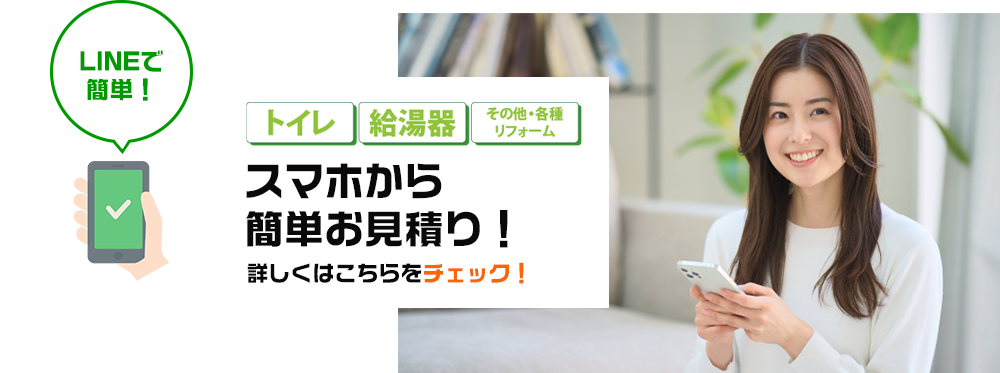 LINEで
簡単！
トイレ
給湯器
その他・各種
リフォーム
スマホから
簡単お見積り！
詳しくはこちらをチェック！